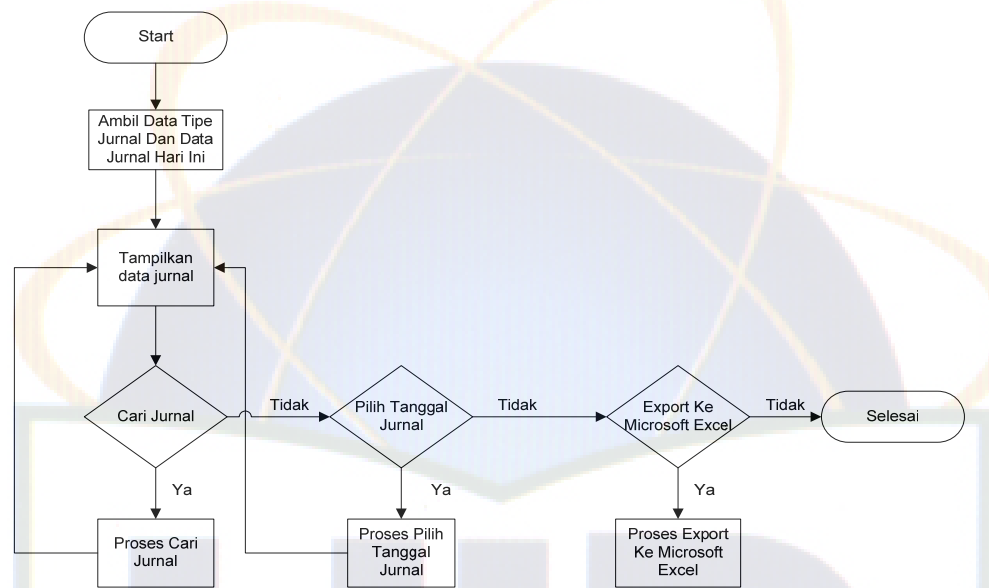 Start
Ambil Data Tipe
Jurnal Dan Data
Jurnal Hari Ini
Tampilkan
data jurnal
Cari Jurnal
Tidak
Pilih Tanggal
Jurnal
Tidak
Export Ke
Microsoft Excel
Tidak
Selesai
Ya
Ya
Ya
Proses Cari
Jurnal
Proses Pilih
Tanggal
Jurnal
Proses Export
Ke Microsoft
Excel